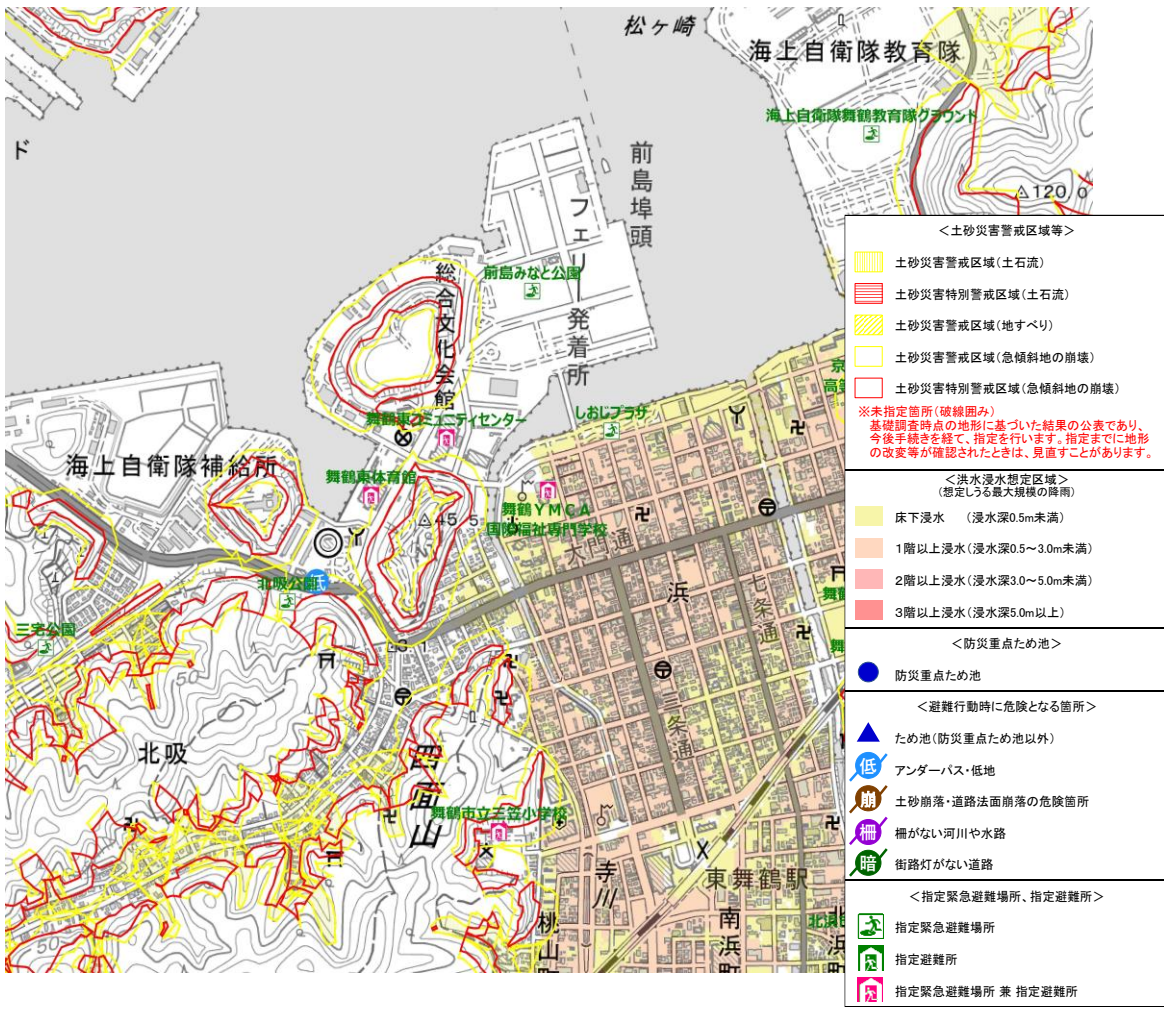 松ヶ崎
海上自衛隊教育隊
海上自衛隊舞鶴教育隊グラウンド
ド
前島埠頭
120
フェリー発着所
総合文化会館
前島みなと公園
舞鶴東コミュニティセンター
しおじプラザ
海上自衛隊補給所
舞鶴東体育館
45
5
舞鶴YMCA
国際福祉専門学校
大門通
七条通
浜
北吸公園
低
三宅公園
三条通
北吸
四面山
舞鶴市立三笠小学校
東舞鶴駅
寺川
桃山
南浜町
50
＜土砂災害警戒区域等＞
土砂災害警戒区域(土石流)
土砂災害特別警戒区域(土石流)
土砂災害警戒区域(地すべり)
土砂災害警戒区域(急傾斜地の崩壊)
土砂災害特別警戒区域(急傾斜地の崩壊)
※未指定箇所(破線囲み)
基礎調査時点の地形に基づいた結果の公表であり、
今後手続きを経て、指定を行います。指定までに地形
の改変等が確認されたときは、見直すことがあります。
＜洪水浸水想定区域＞
(想定しうる最大規模の降雨)
床下浸水　(浸水深0.5m未満)
1階以上浸水(浸水深0.5～3.0m未満)
2階以上浸水(浸水深3.0～5.0m未満)
3階以上浸水(浸水深5.0m以上)
＜防災重点ため池＞
防災重点ため池
＜避難行動時に危険となる箇所＞
ため池(防災重点ため池以外)
低 アンダーパス・低地
崩 土砂崩落・道路法面崩落の危険箇所
柵 柵がない河川や水路
暗 街路灯がない道路
＜指定緊急避難場所、指定避難所＞
指定緊急避難場所
指定避難所
指定緊急避難場所 兼 指定避難所